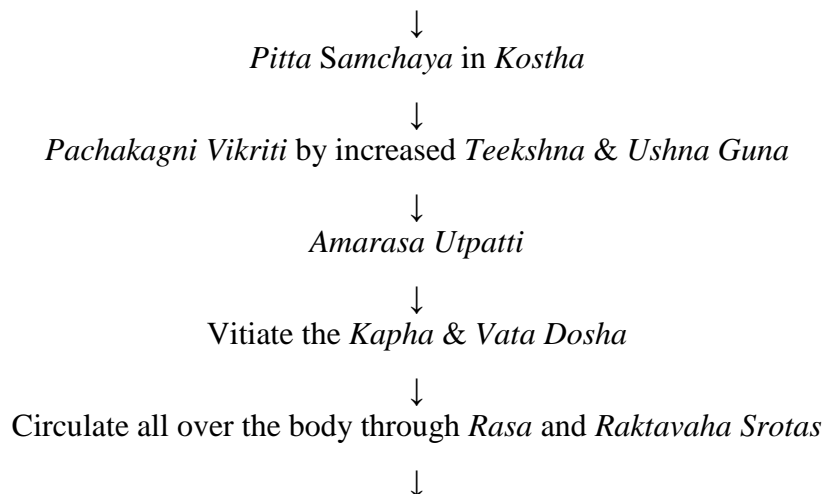 ↓
Pitta Samchaya in Kostha
↓
Pachakagni Vikriti by increased Teekshna & Ushna Guna
↓
Amarasa Utpatti
↓
Vitiate the Kapha & Vata Dosha
↓
Circulate all over the body through Rasa and Raktavaha Srotas
↓